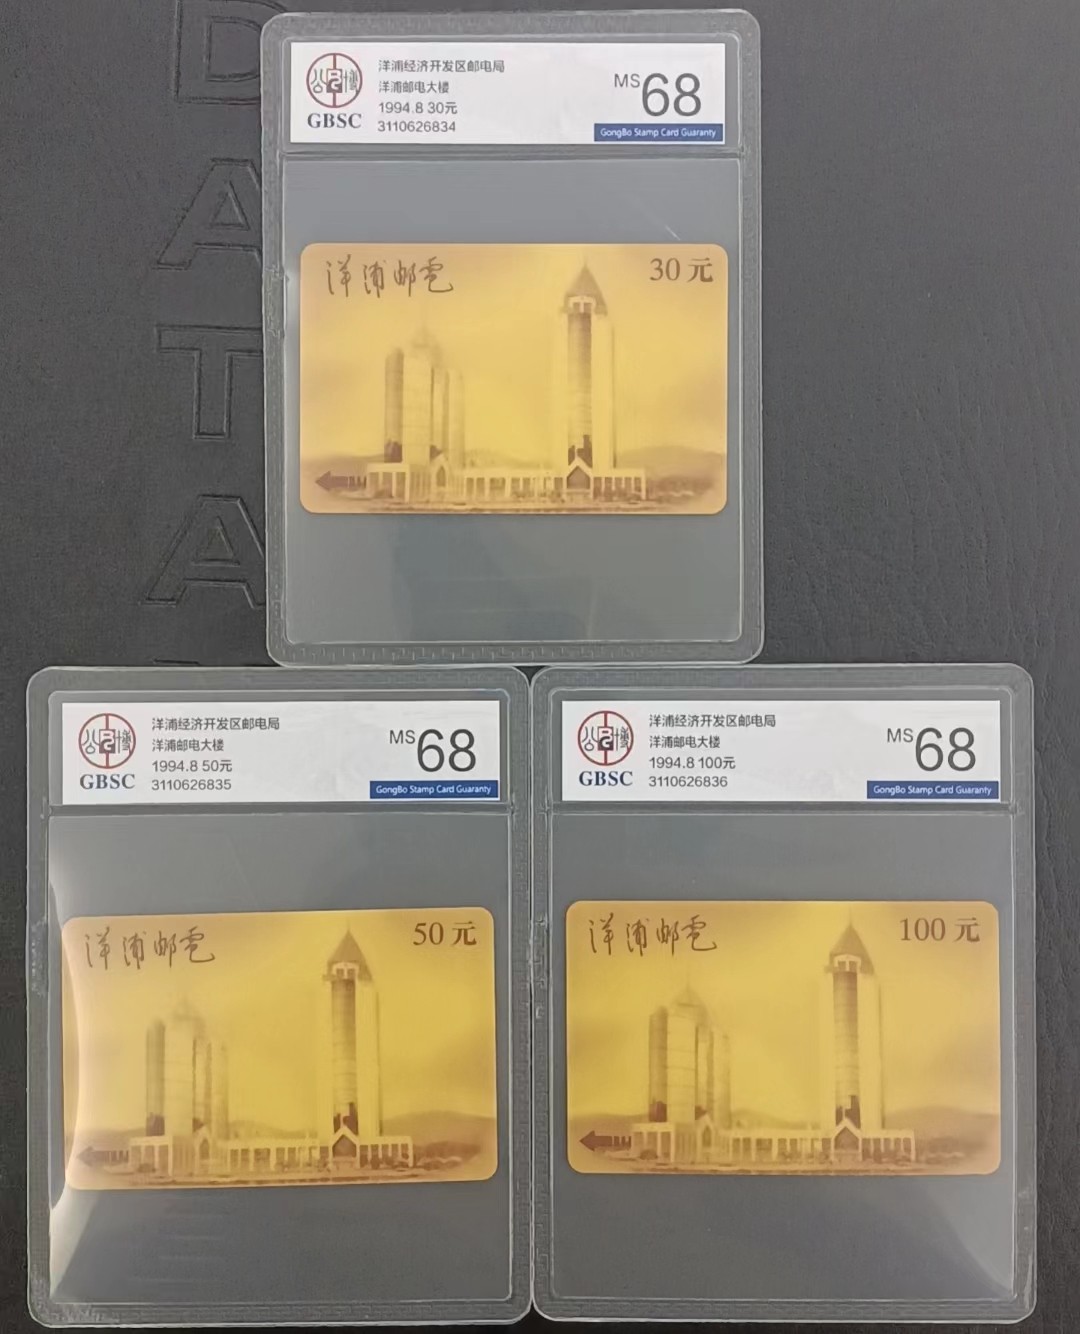 DATA
洋浦经济开发区邮电局
洋浦邮电大楼
1994.8 30元
3110626834
GBSC
MS 68
GongBo Stamp Card Guaranty
洋浦邮电
30元
洋浦经济开发区邮电局
洋浦邮电大楼
1994.8 50元
3110626835
GBSC
MS 68
GongBo Stamp Card Guaranty
洋浦邮电
50元
洋浦经济开发区邮电局
洋浦邮电大楼
1994.8 100元
3110626836
GBSC
MS 68
GongBo Stamp Card Guaranty
洋浦邮电
100元